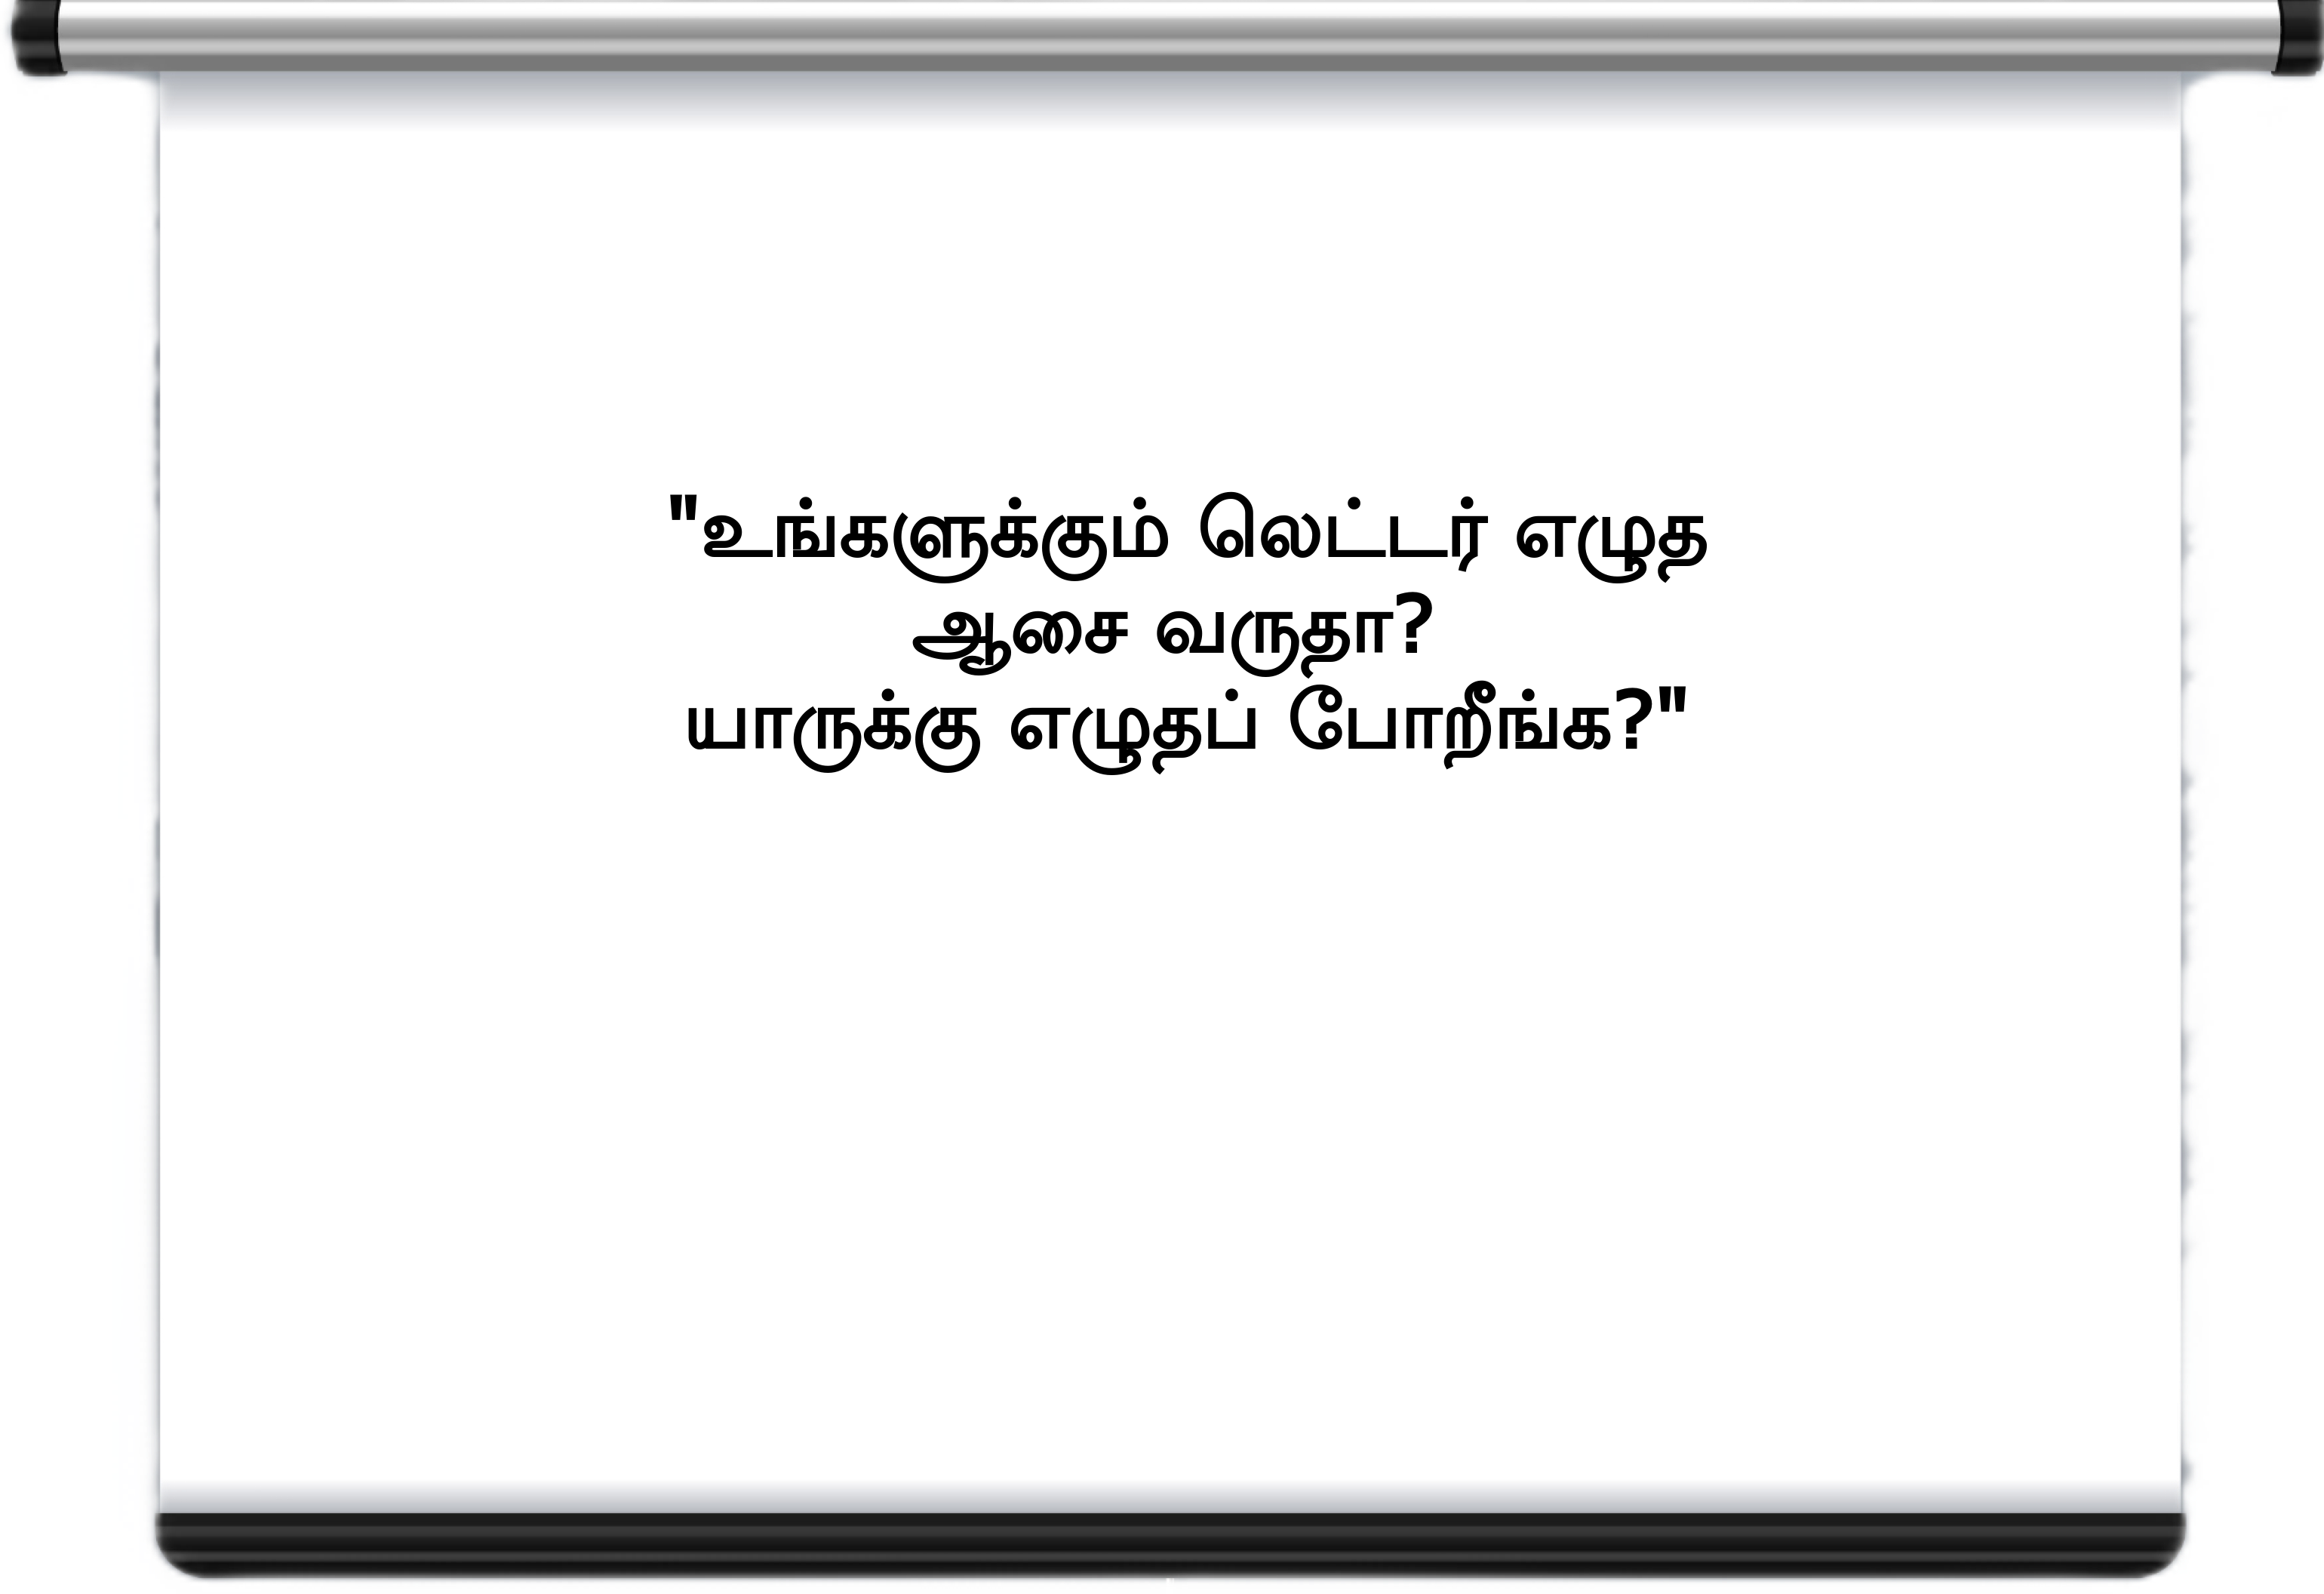 "உங்களுக்கும் லெட்டர் எழுத
ஆசை வருதா?
யாருக்கு எழுதப் போறீங்க?"